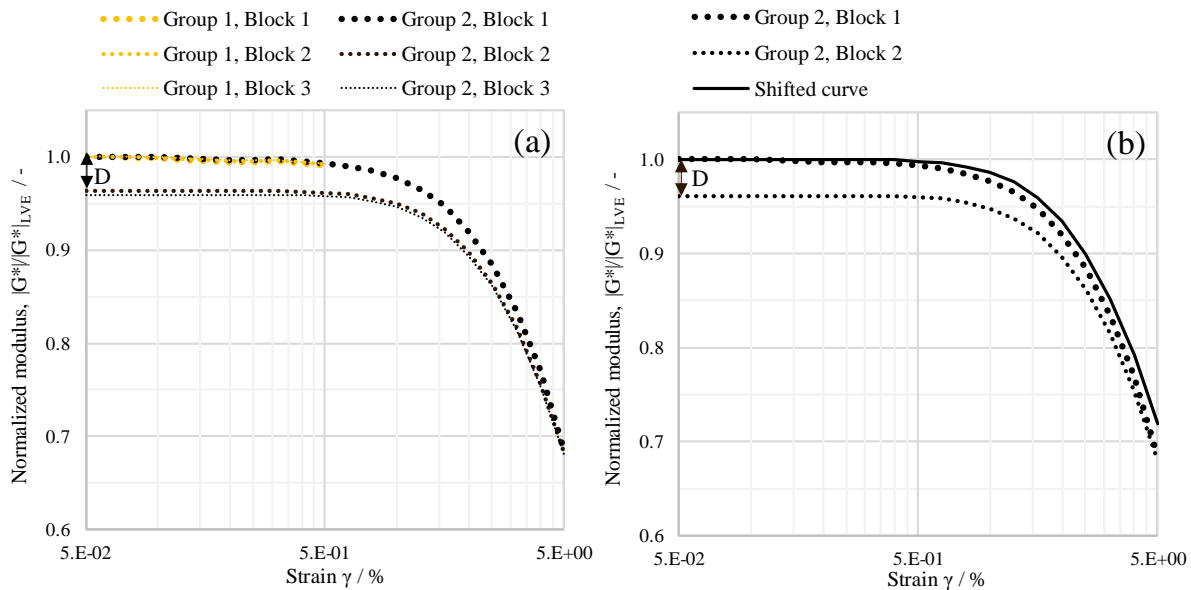 Group 1, Block 1
Group 2, Block 1
Group 1, Block 2
Group 2, Block 2
Group 1, Block 3
Group 2, Block 3
(a)
D
1.0
0.9
0.8
0.7
0.6
5.E-02
5.E-01
5.E+00
Strain γ / %
Normalized modulus, |G*|/|G*|LVE / -
Group 2, Block 1
Group 2, Block 2
Shifted curve
(b)
D
1.0
0.9
0.8
0.7
0.6
5.E-02
5.E-01
5.E+00
Strain γ / %
Normalized modulus, |G*|/|G*|LVE / -